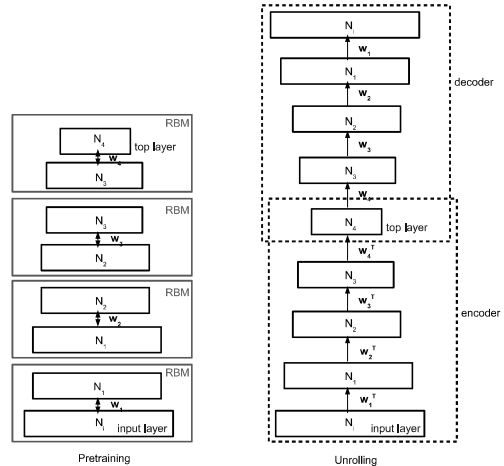 RBM
N4
top layer
w4
N3
RBM
N3
w3
N2
RBM
N2
w2
N1
RBM
N1
w1
Ni
input layer
Pretraining
Ni
w1
N1
decoder
w2
N2
w3
N3
w4
N4
top layer
w4T
N3
w3T
encoder
N2
w2T
N1
w1T
Ni
input layer
Unrolling